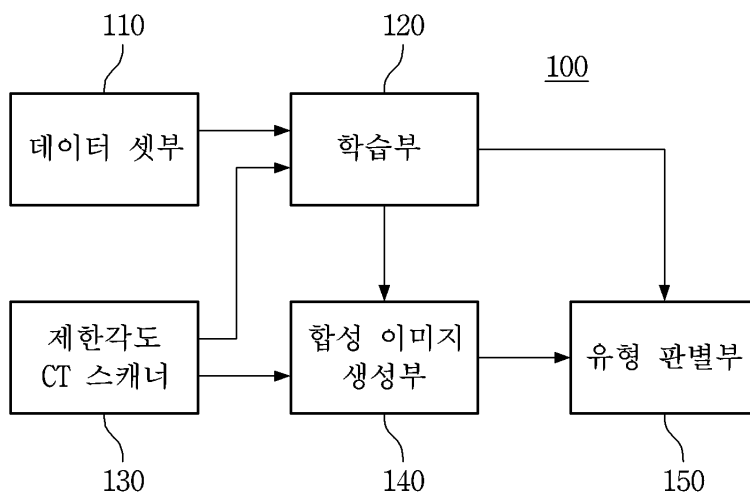 110
120
100
데이터 셋부
학습부
제한각도
CT 스캐너
합성 이미지
생성부
유형 판별부
130
140
150